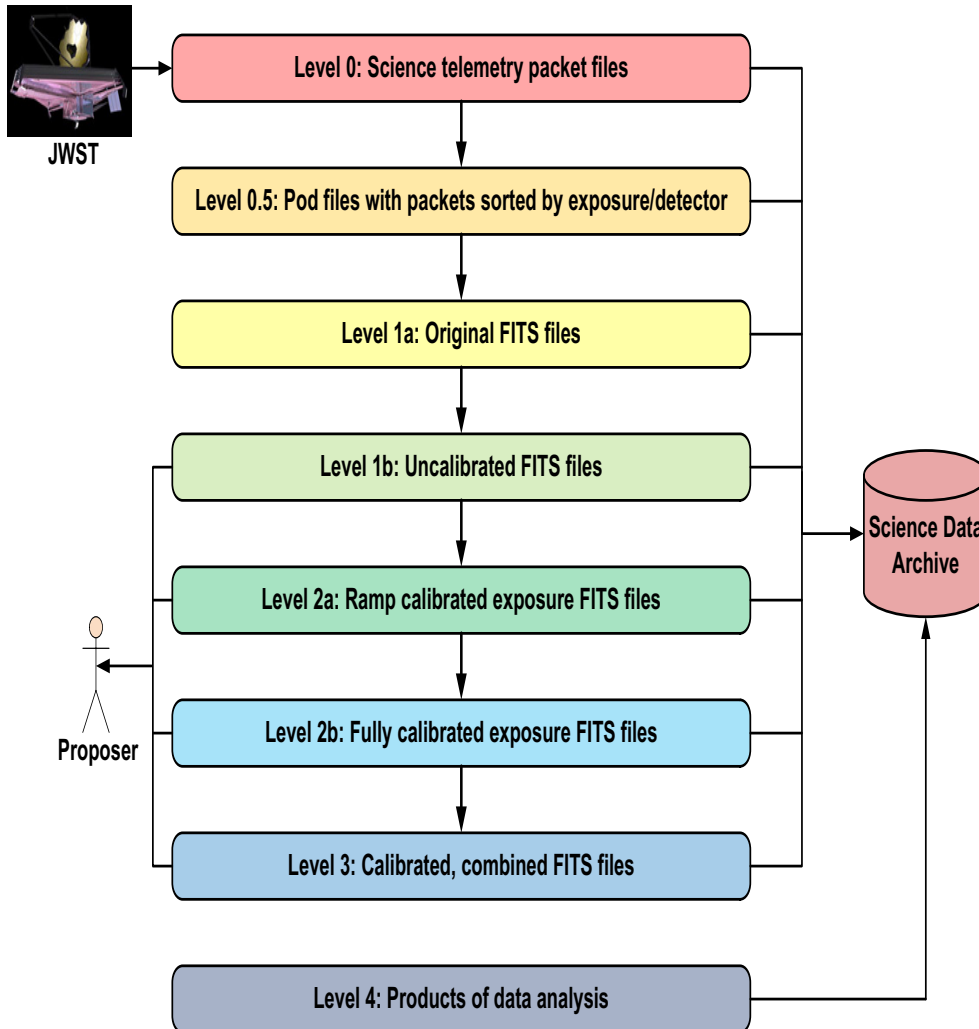 Level 0: Science telemetry packet files
JWST
Level 0.5: Pod files with packets sorted by exposure/detector
Level 1a: Original FITS files
Level 1b: Uncalibrated FITS files
Science Data
Archive
Level 2a: Ramp calibrated exposure FITS files
Level 2b: Fully calibrated exposure FITS files
Proposer
Level 3: Calibrated, combined FITS files
Level 4: Products of data analysis